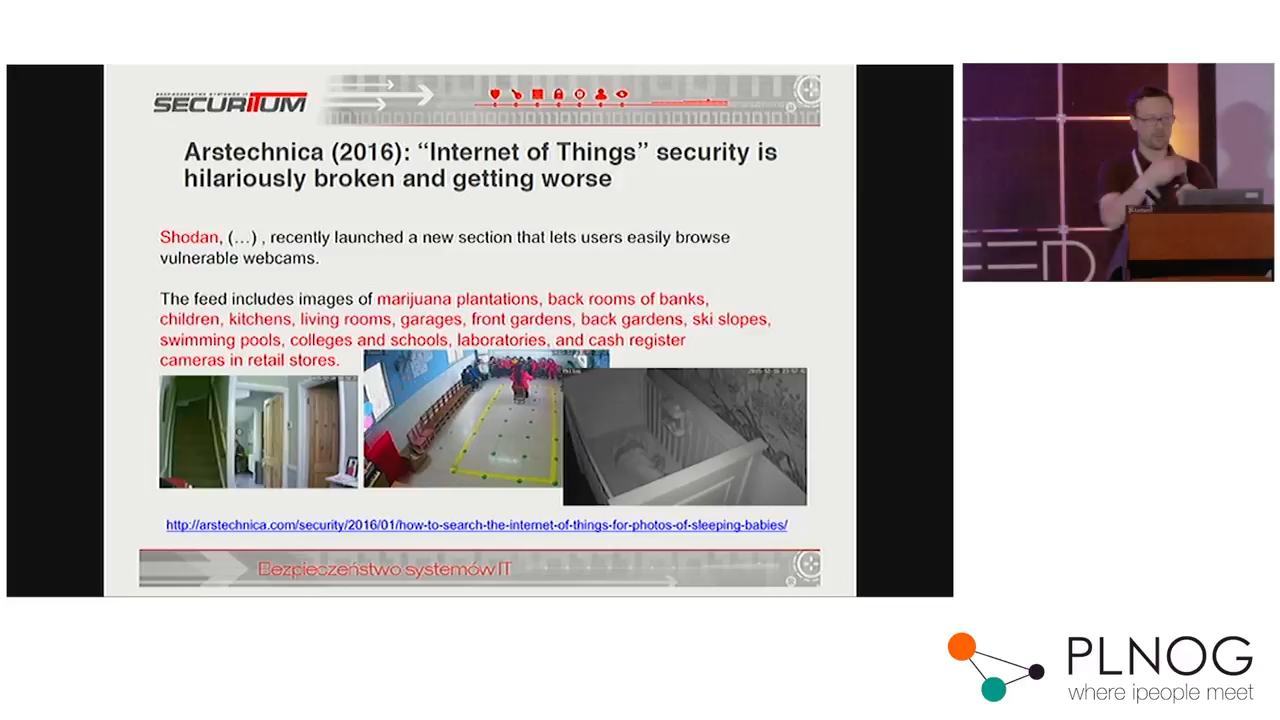 BEZPIECZEŃSTWO SYSTEMÓW IT
SECURITUM
Arstechnica (2016): “Internet of Things” security is
hilariously broken and getting worse
Shodan, (…) , recently launched a new section that lets users easily browse
vulnerable webcams.
The feed includes images of marijuana plantations, back rooms of banks,
children, kitchens, living rooms, garages, front gardens, back gardens, ski slopes,
swimming pools, colleges and schools, laboratories, and cash register
cameras in retail stores.
http://arstechnica.com/security/2016/01/how-to-search-the-internet-of-things-for-photos-of-sleeping-babies/
Bezpieczeństwo systemów IT
PLNOG
where ipeople meet